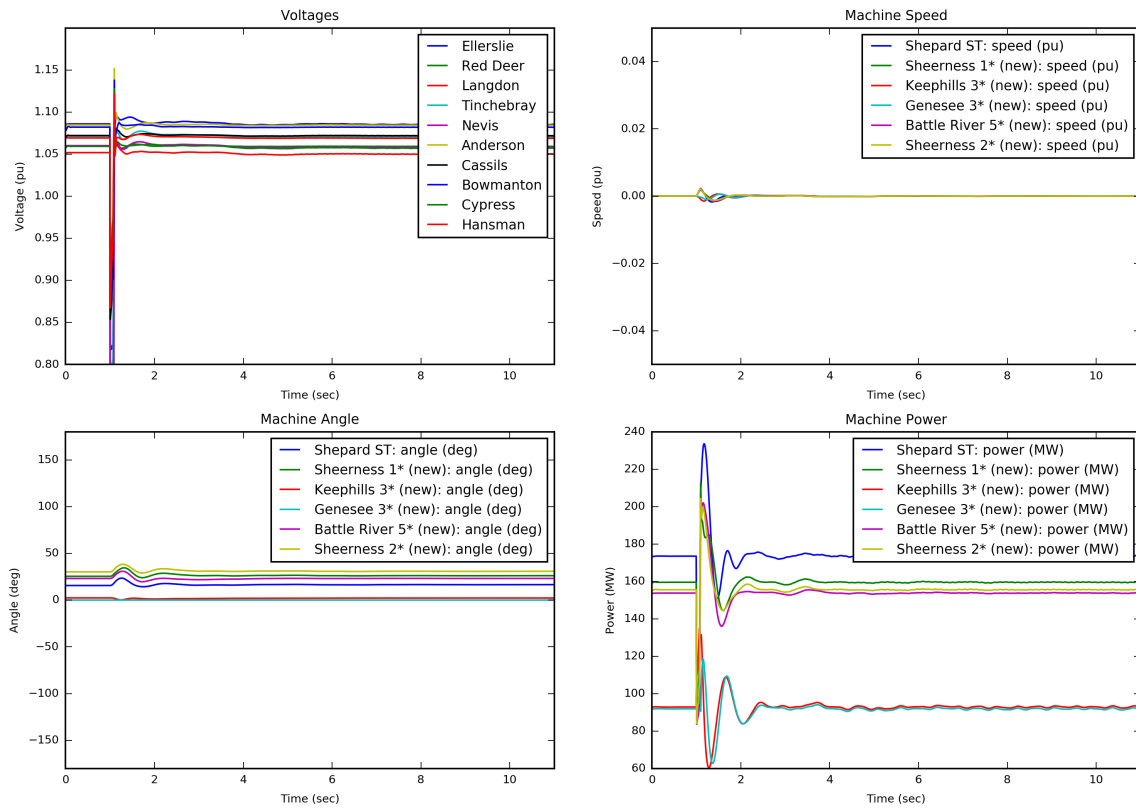 Voltages
1.15
1.10
1.05
1.00
0.95
0.90
0.85
0.80
Voltage (pu)
Ellerslie
Red Deer
Langdon
Tinchebray
Nevis
Anderson
Cassils
Bowmanton
Cypress
Hansman
0 2 4 6 8 10
Time (sec)
Machine Speed
0.04
0.02
0.00
−0.02
−0.04
Speed (pu)
Shepard ST: speed (pu)
Sheerness 1* (new): speed (pu)
Keephills 3* (new): speed (pu)
Genesee 3* (new): speed (pu)
Battle River 5* (new): speed (pu)
Sheerness 2* (new): speed (pu)
0 2 4 6 8 10
Time (sec)
Machine Angle
150
100
50
0
−50
−100
−150
Angle (deg)
Shepard ST: angle (deg)
Sheerness 1* (new): angle (deg)
Keephills 3* (new): angle (deg)
Genesee 3* (new): angle (deg)
Battle River 5* (new): angle (deg)
Sheerness 2* (new): angle (deg)
0 2 4 6 8 10
Time (sec)
Machine Power
240
220
200
180
160
140
120
100
80
60
Power (MW)
Shepard ST: power (MW)
Sheerness 1* (new): power (MW)
Keephills 3* (new): power (MW)
Genesee 3* (new): power (MW)
Battle River 5* (new): power (MW)
Sheerness 2* (new): power (MW)
0 2 4 6 8 10
Time (sec)